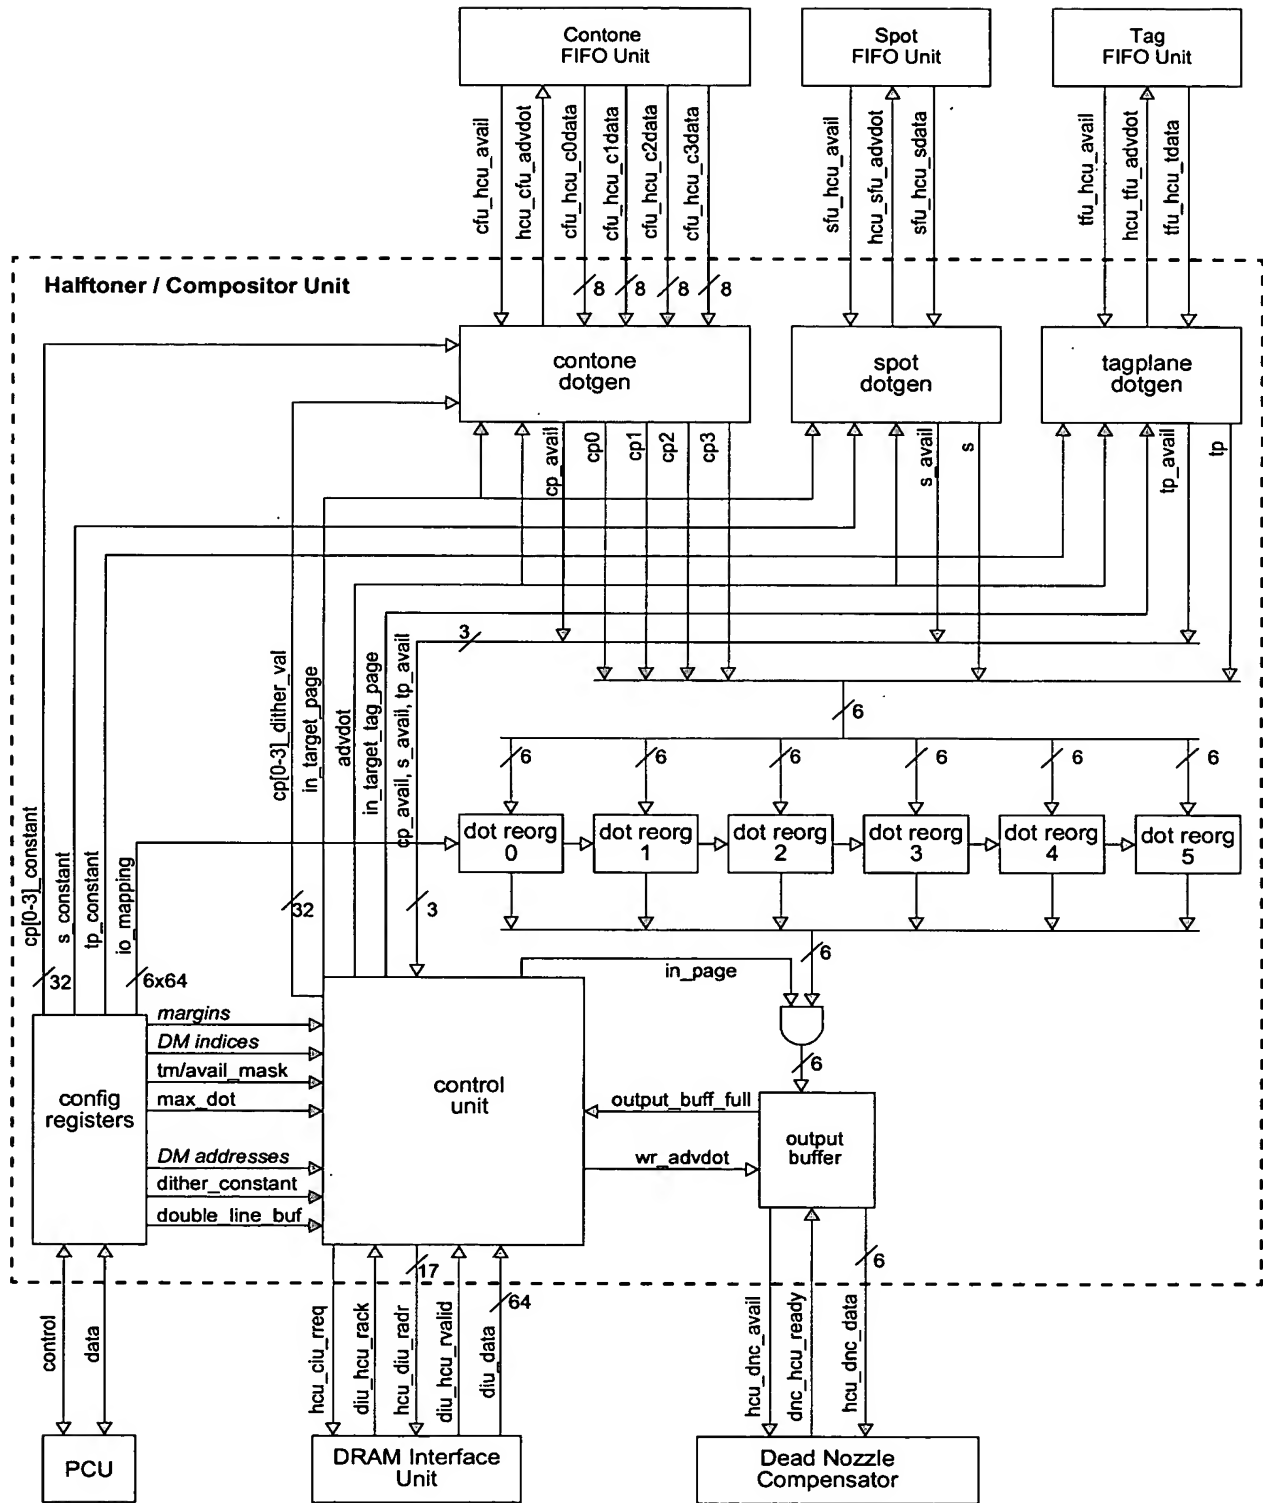 Contone
FIFO Unit
Spot
FIFO Unit
Tag
FIFO Unit
cfu_hcu_avail
hcu_cfu_advdot
cfu_hcu_c0data
cfu_hcu_c1data
cfu_hcu_c2data
cfu_hcu_c3data
sfu_hcu_avail
hcu_sfu_advdot
sfu_hcu_sdata
tfu_hcu_avail
hcu_tfu_advdot
tfu_hcu_tdata
Halftoner / Compositor Unit
8
8
8
8
contone
dotgen
spot
dotgen
tagplane
dotgen
cp_avail
cp0
cp1
cp2
cp3
s_avail
s
tp_avail
tp
3
6
cp[0-3]_dither_val
in_target_page
advdot
in_target_tag_page
cp_avail, s_avail, tp_avail
6
6
6
6
6
6
dot reorg
0
dot reorg
1
dot reorg
2
dot reorg
3
dot reorg
4
dot reorg
5
cp[0-3]_constant
s_constant
tp_constant
io_mapping
32
3
6
32
6x64
in_page
6
margins
DM indices
tm/avail_mask
max_dot
DM addresses
dither_constant
double_line_buf
config
registers
control
unit
output_buff_full
wr_advdot
output
buffer
17
64
6
control
data
hcu_ciu_rreq
diu_hcu_rack
hcu_diu_radr
diu_hcu_rvalid
diu_data
hcu_dnc_avail
dnc_hcu_ready
hcu_dnc_data
PCU
DRAM Interface
Unit
Dead Nozzle
Compensator